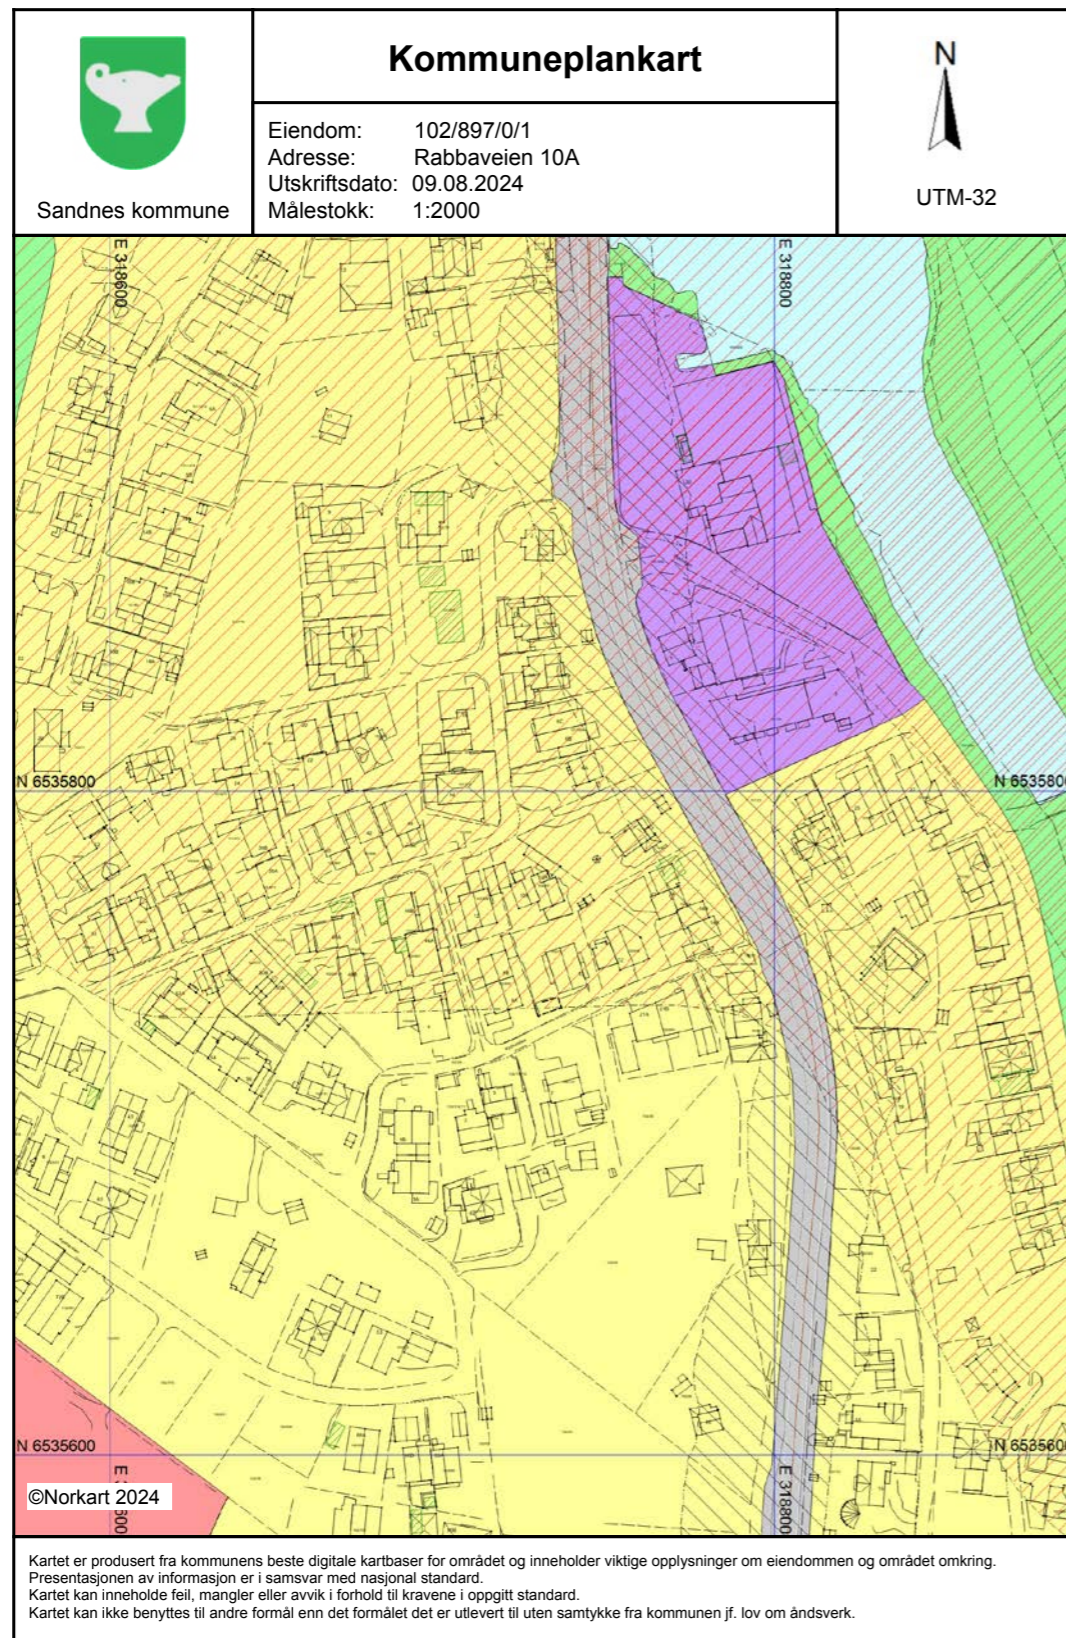 Kommuneplankart
Eiendom: 102/897/0/1
Adresse: Rabbaveien 10A
Utskriftsdato: 09.08.2024
Målestokk: 1:2000
Sandnes kommune
N
UTM-32
E 318600
E 318800
N 6535800
N 6535800
N 6535600
N 6535600
E 318800
©Norkart 2024
Kartet er produsert fra kommunens beste digitale kartbaser for området og inneholder viktige opplysninger om eiendommen og området omkring.
Presentasjonen av informasjon er i samsvar med nasjonal standard.
Kartet kan inneholde feil, mangler eller avvik i forhold til kravene i oppgitt standard.
Kartet kan ikke benyttes til andre formål enn det formålet det er utlevert til uten samtykke fra kommunen jf. lov om åndsverk.